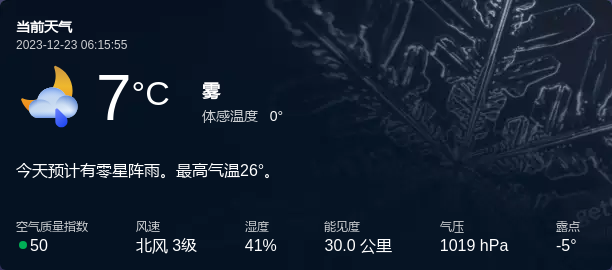 当前天气
2023-12-23 06:15:55
7°C
雾
体感温度 0°
今天预计有零星阵雨。最高气温26°。
空气质量指数 风速 湿度 能见度 气压 露点
50 北风 3级 41% 30.0 公里 1019 hPa -5°